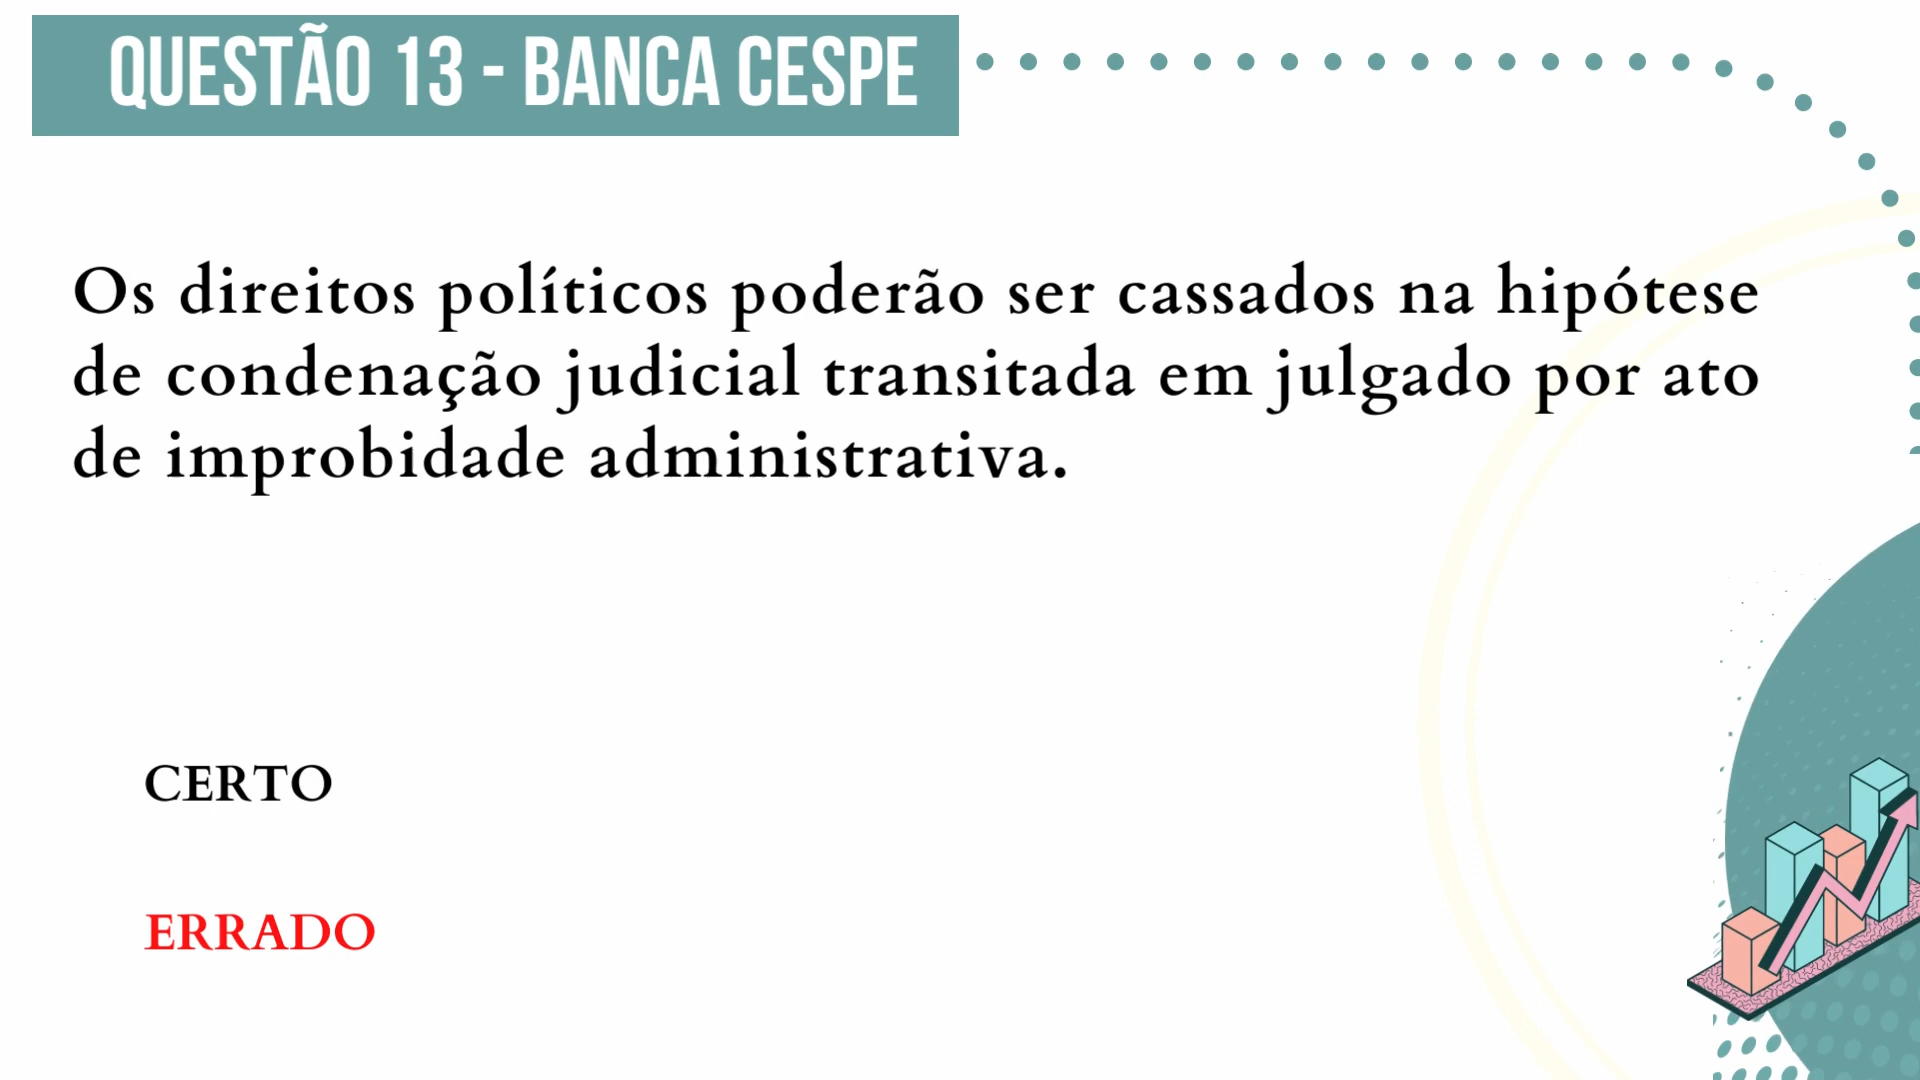 QUESTÃO 13 - BANCA CESPE
Os direitos políticos poderão ser cassados na hipótese
de condenação judicial transitada em julgado por ato
de improbidade administrativa.
CERTO
ERRADO